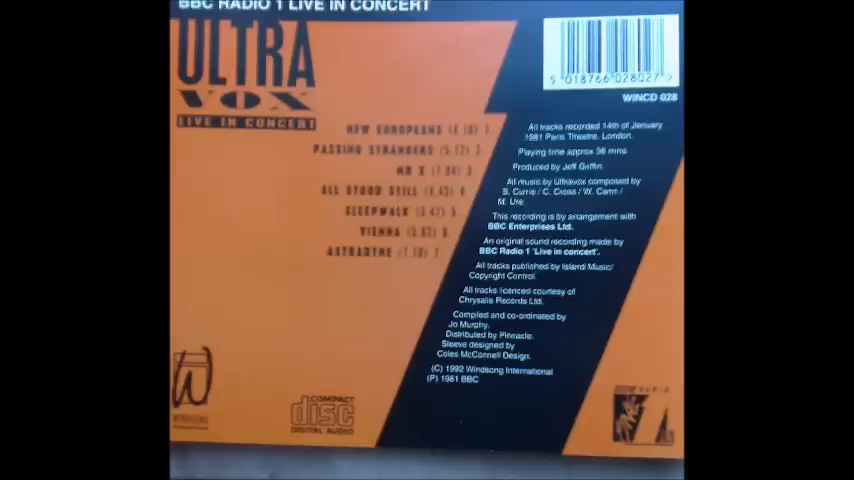 BBC RADIO 1 LIVE IN CONCERT
ULTRA
VOX
LIVE IN CONCERT
NEW EUROPEANS (4.10) 1.
PASSING STRANGERS (5.12) 2.
MR X (7.04) 3.
ALL STOOD STILL (4.43) 4.
SLEEPWALK (3.47) 5.
VIENNA (5.02) 6.
ASTRADYNE (7.10) 7.
5 018766 028027 >
WINCD 028
All tracks recorded 14th of January
1981 Paris Theatre, London.
Playing time approx 38 mins
Produced by Jeff Griffin.
All music by Ultravox composed by
B. Currie / C. Cross / W. Cann /
M. Ure
This recording is by arrangement with
BBC Enterprises Ltd.
An original sound recording made by
BBC Radio 1 'Live in concert'.
All tracks published by Island Music/
Copyright Control.
All tracks licenced courtesy of
Chrysalis Records Ltd.
Compiled and co-ordinated by
Jo Murphy.
Distributed by Pinnacle.
Sleeve designed by
Coles McConnell Design.
(C) 1992 Windsong International
(P) 1981 BBC
W
WINDSONG
COMPACT
disc
DIGITAL AUDIO